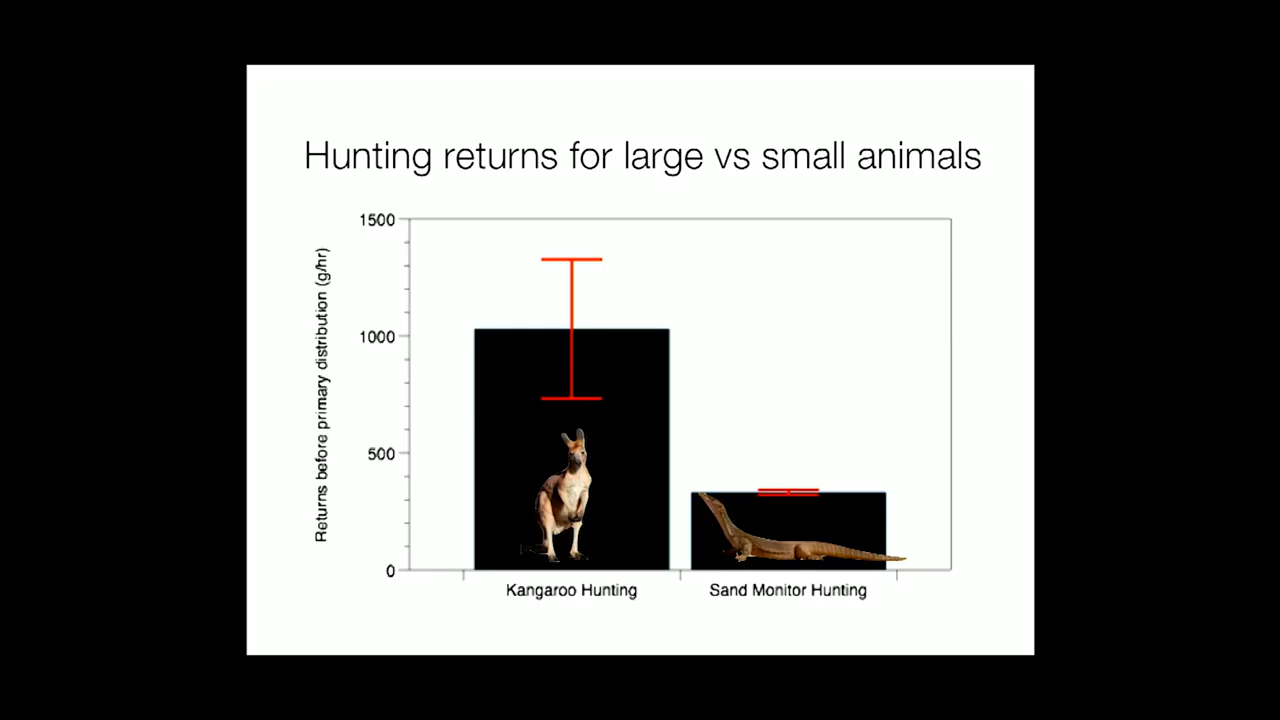 Hunting returns for large vs small animals
Returns before primary distribution (g/hr)
1500
1000
500
0
Kangaroo Hunting
Sand Monitor Hunting